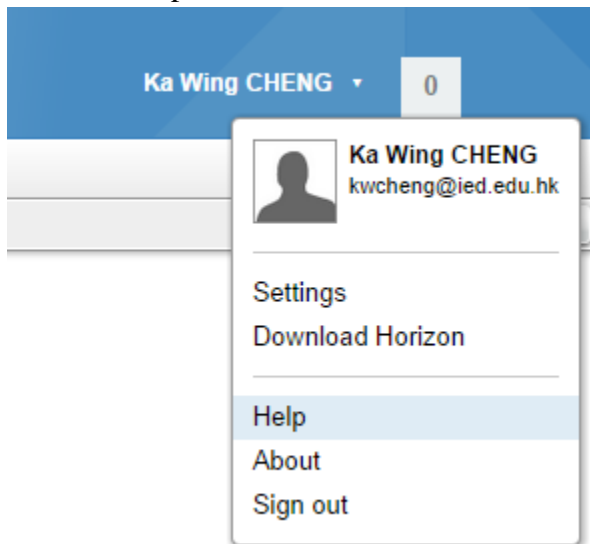 Ka Wing CHENG
0
Ka Wing CHENG
kwcheng@ied.edu.hk
Settings
Download Horizon
Help
About
Sign out